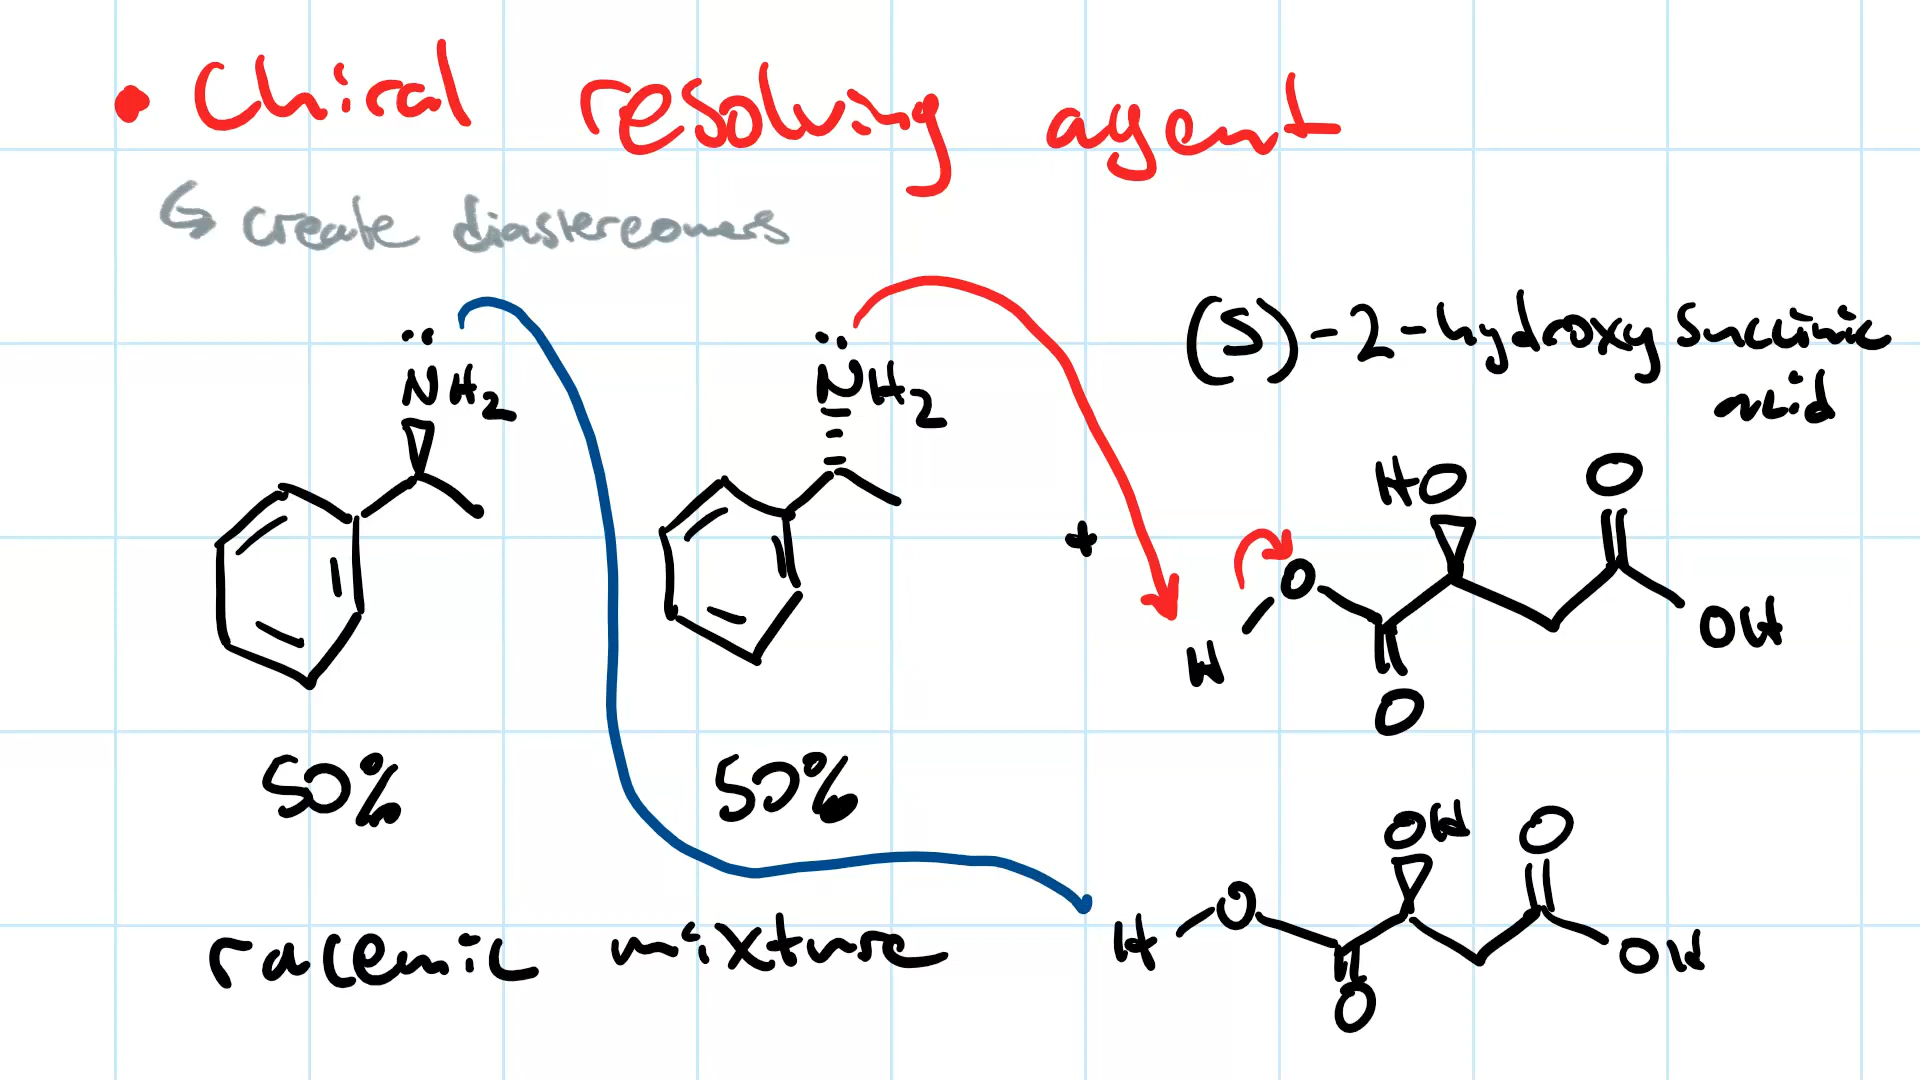 • Chiral resolving agent
↳ create diastereomers
(S)-2-hydroxy succinic
acid
NH2
NH2
HO
O
O
H
OH
O
+
50%
50%
OH
O
O
H
OH
O
racemic mixture